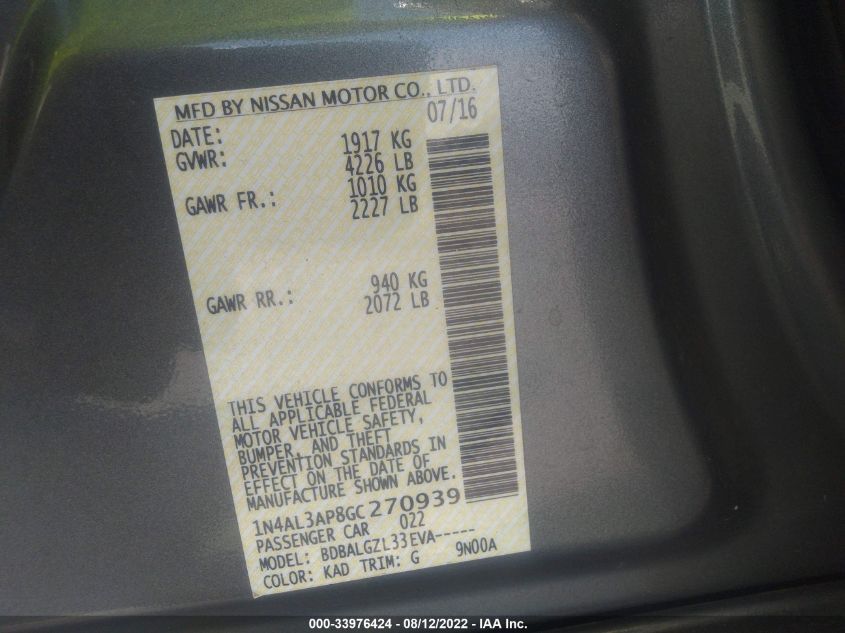 MFD BY NISSAN MOTOR CO., LTD.
DATE: 07/16
GVWR: 1917 KG
4226 LB
GAWR FR.: 1010 KG
2227 LB
GAWR RR.: 940 KG
2072 LB
THIS VEHICLE CONFORMS TO
ALL APPLICABLE FEDERAL
MOTOR VEHICLE SAFETY,
BUMPER, AND THEFT
PREVENTION STANDARDS IN
EFFECT ON THE DATE OF
MANUFACTURE SHOWN ABOVE.
1N4AL3AP8GC270939
PASSENGER CAR 022
MODEL: BDBALGZL33EVA-----
COLOR: KAD TRIM: G 9N00A
000-33976424 - 08/12/2022 - IAA Inc.